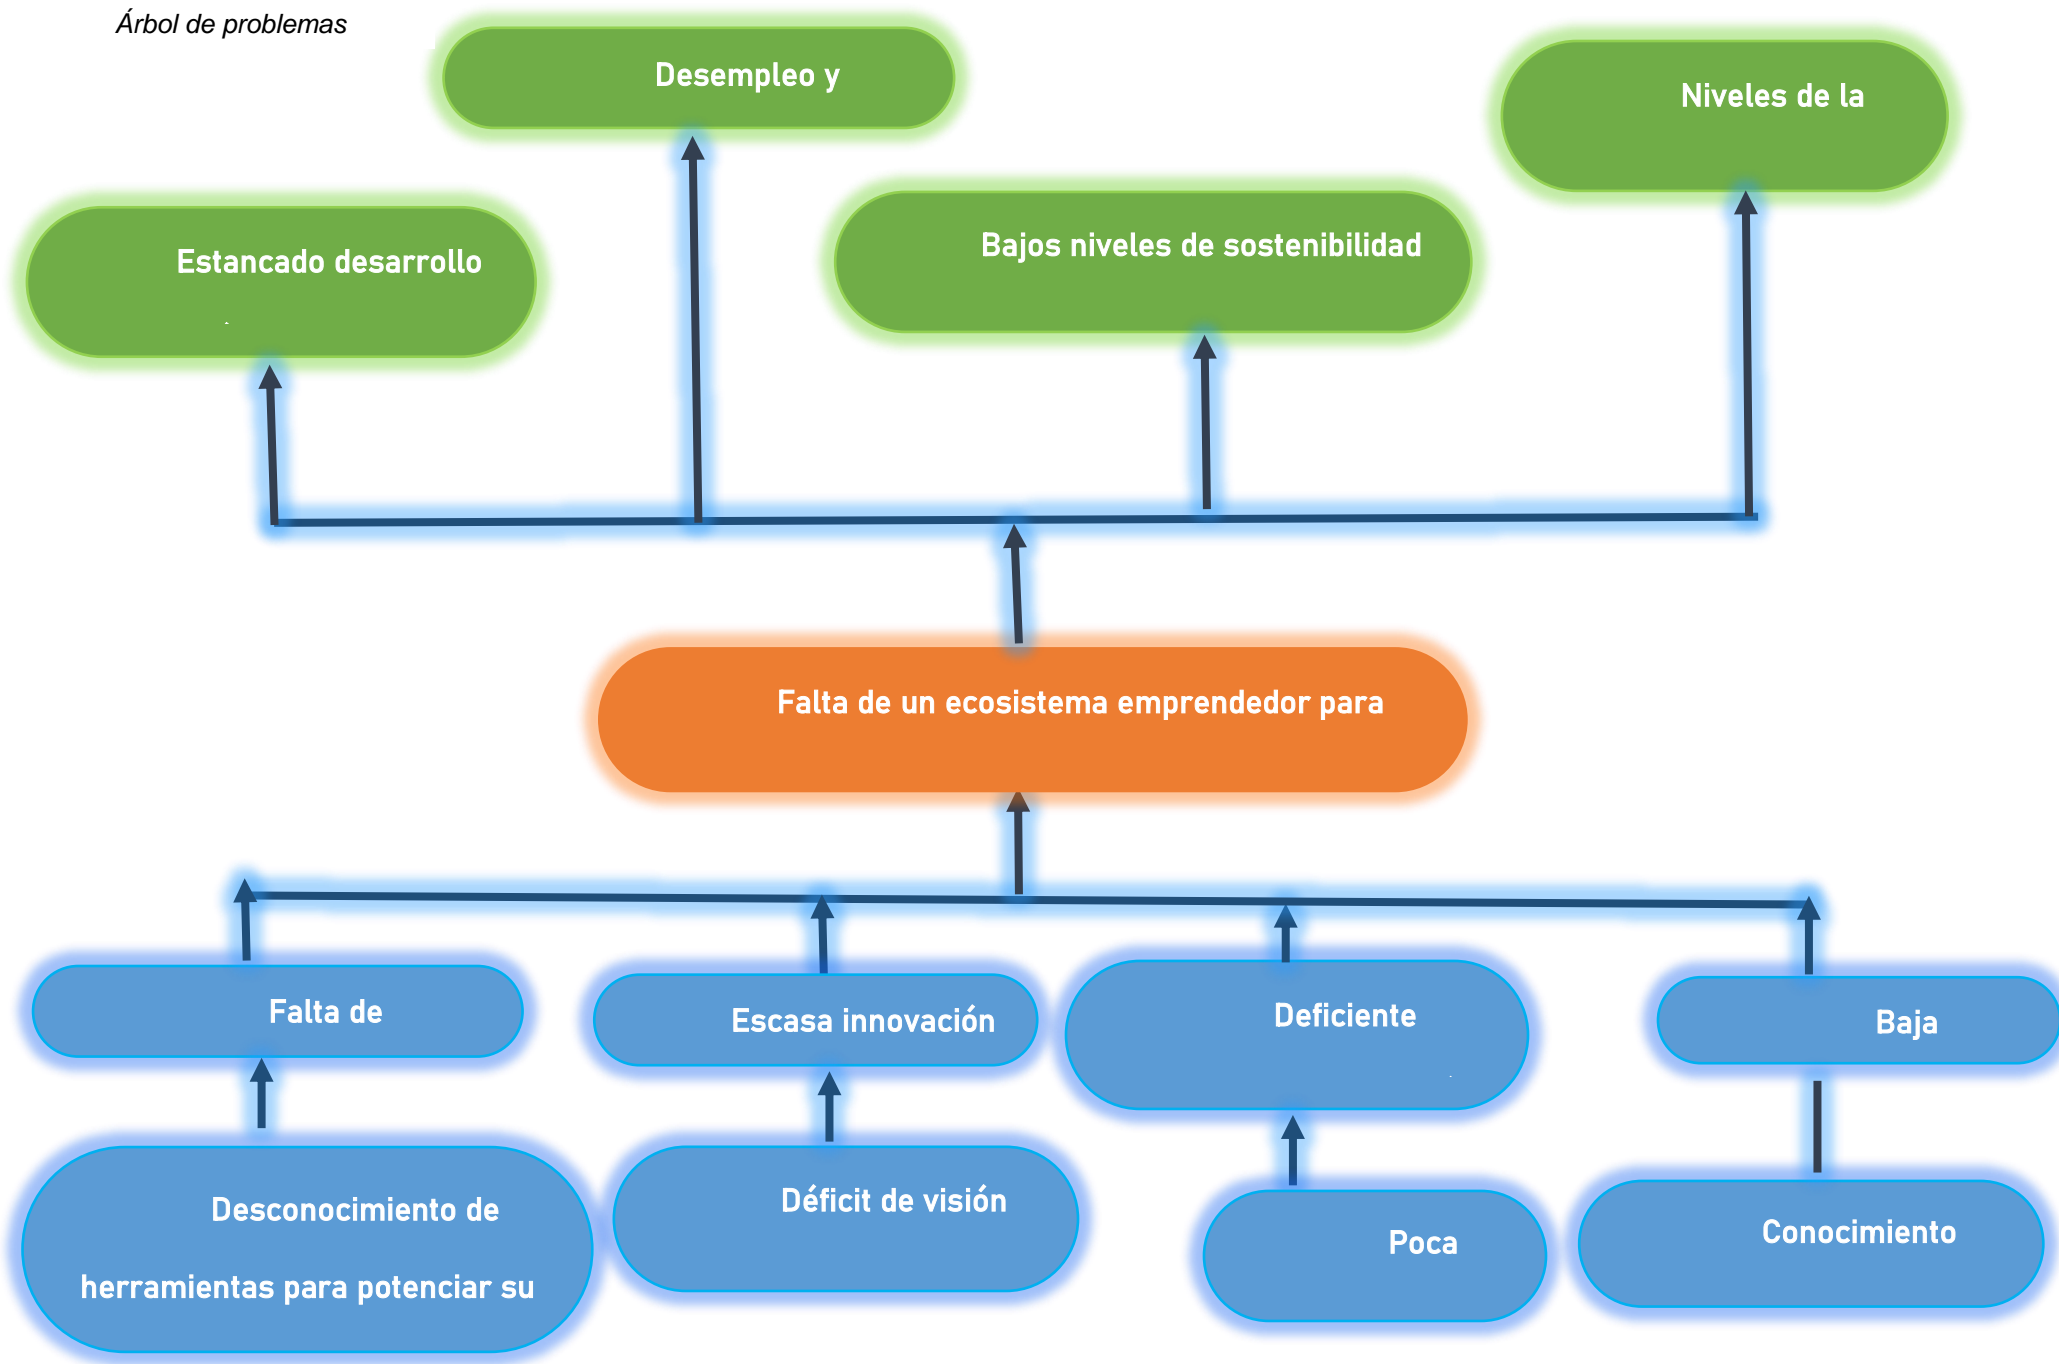 Árbol de problemas
Desempleo y
Niveles de la
Estancado desarrollo
Bajos niveles de sostenibilidad
Falta de un ecosistema emprendedor para
Falta de
Escasa innovación
Deficiente
Baja
Desconocimiento de
herramientas para potenciar su
Déficit de visión
Poca
Conocimiento